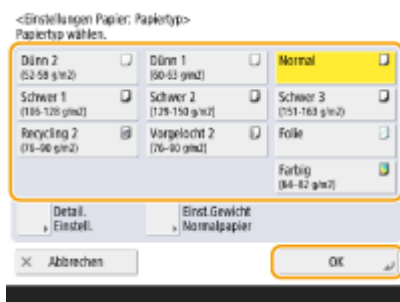 <Einstellungen Papier: Papiertyp>
Papiertyp wählen.
Dünn 2
(52-59 g/m2)
Dünn 1
(60-63 g/m2)
Normal
Schwer 1
(106-128 g/m2)
Schwer 2
(129-150 g/m2)
Schwer 3
(151-163 g/m2)
Recycling 2
(76-90 g/m2)
Vorgelocht 2
(76-90 g/m2)
Folie
Farbig
(64-82 g/m2)
Detail.
Einstell.
Einst.Gewicht
Normalpapier
Abbrechen
OK